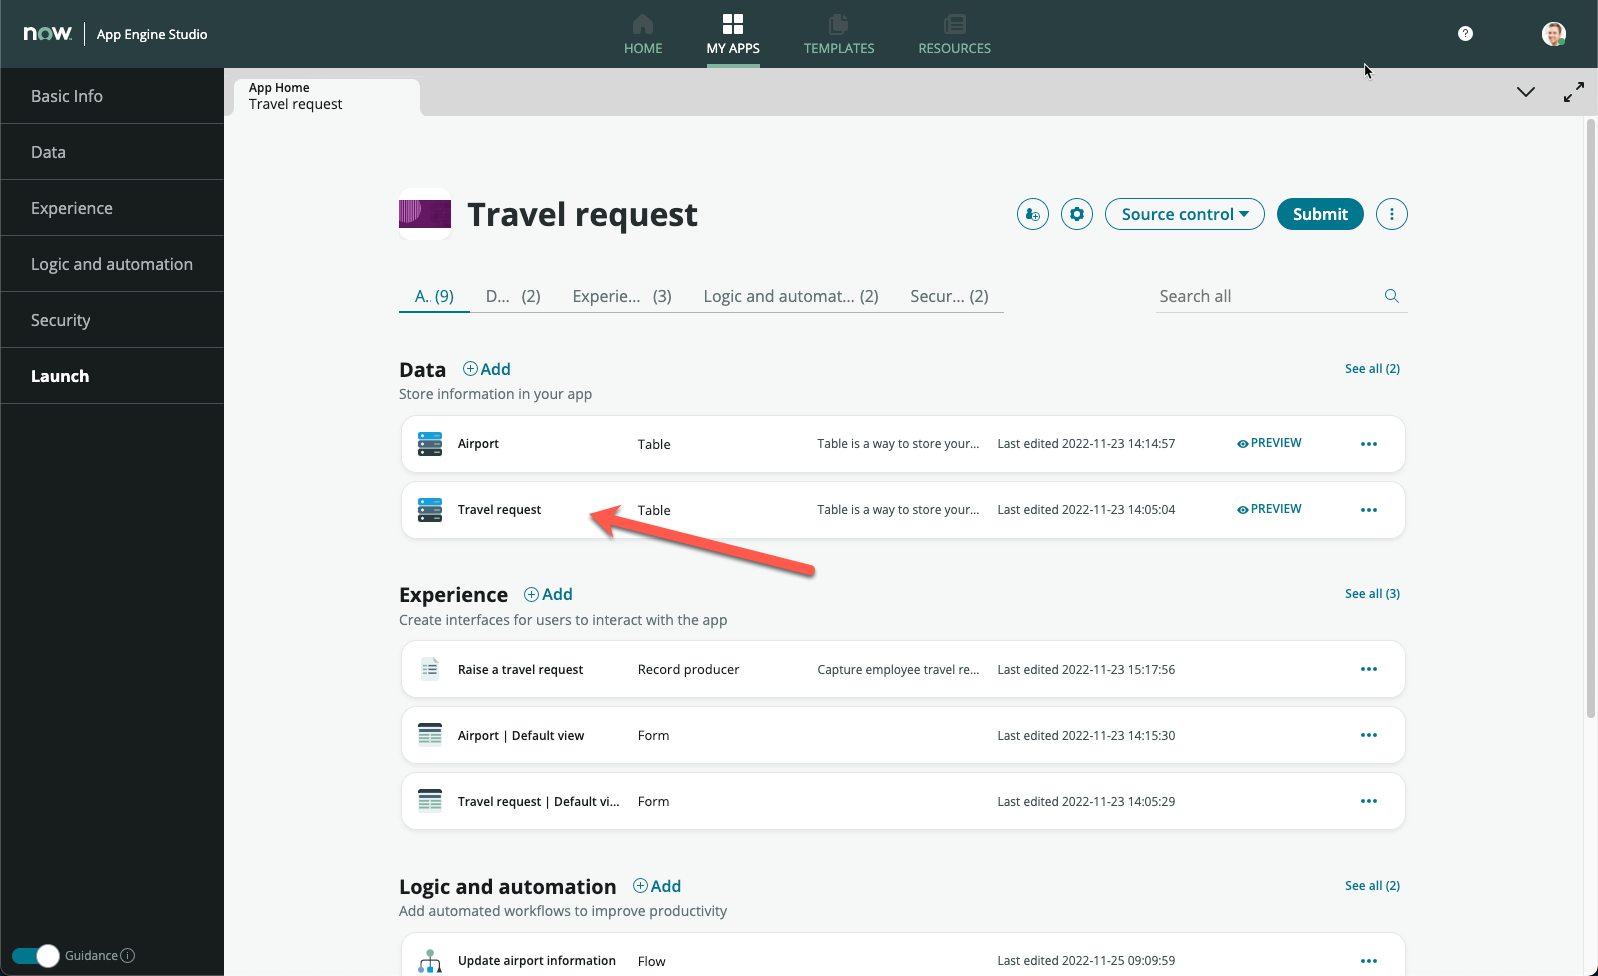 now. App Engine Studio
HOME MY APPS TEMPLATES RESOURCES
?
Basic Info
Data
Experience
Logic and automation
Security
Launch
Guidance
App Home
Travel request
Travel request
Source control Submit
A.. (9) D... (2) Experie... (3) Logic and automat... (2) Secur... (2) Search all
Data Add See all (2)
Store information in your app
Airport Table Table is a way to store your... Last edited 2022-11-23 14:14:57 PREVIEW
Travel request Table Table is a way to store your... Last edited 2022-11-23 14:05:04 PREVIEW
Experience Add See all (3)
Create interfaces for users to interact with the app
Raise a travel request Record producer Capture employee travel re... Last edited 2022-11-23 15:17:56
Airport | Default view Form Last edited 2022-11-23 14:15:30
Travel request | Default vi... Form Last edited 2022-11-23 14:05:29
Logic and automation Add See all (2)
Add automated workflows to improve productivity
Update airport information Flow Last edited 2022-11-25 09:09:59